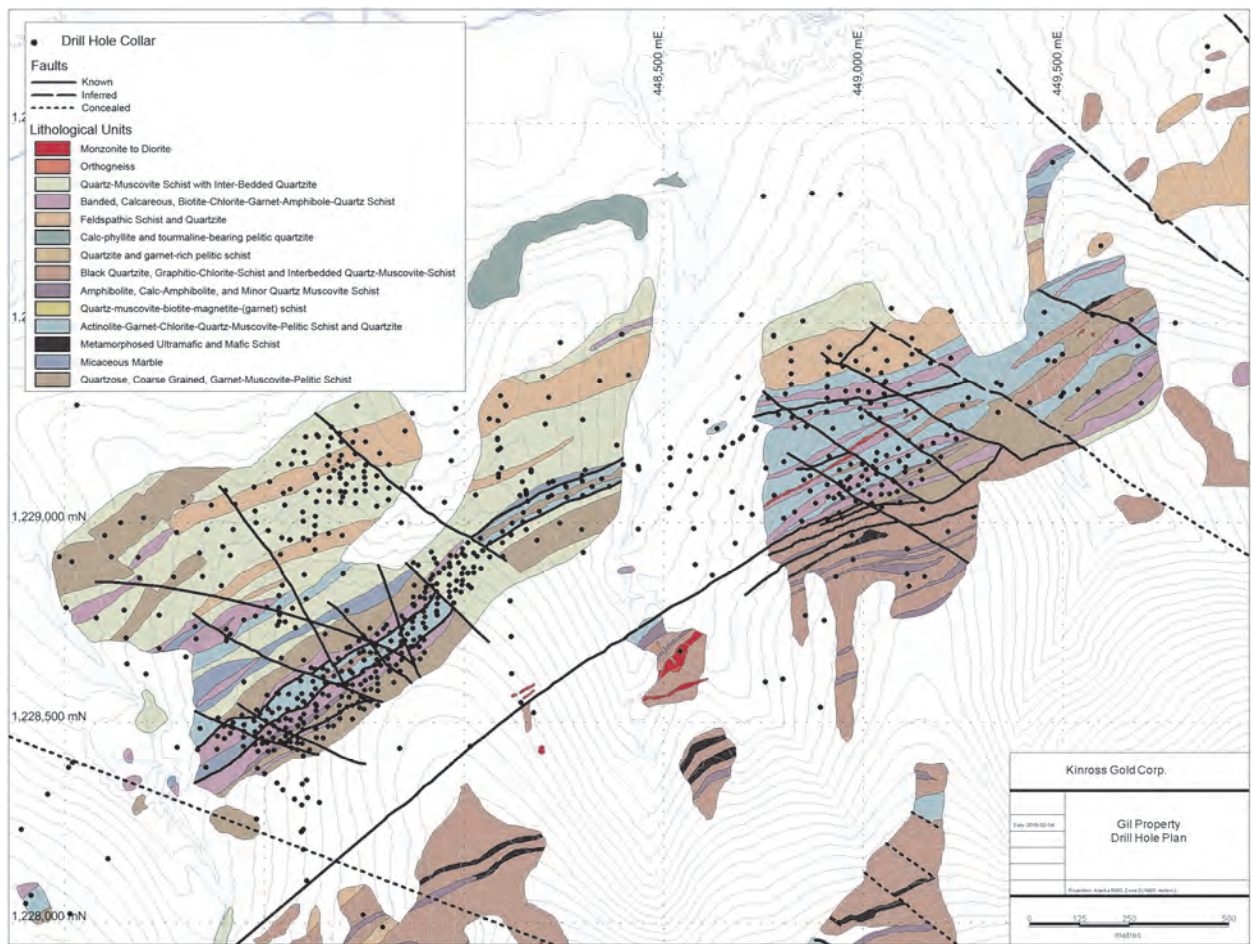 448,500 mE
449,000 mE
449,500 mE
Drill Hole Collar
Faults
Known
Inferred
Concealed
Lithological Units
Monzonite to Diorite
Orthogneiss
Quartz-Muscovite Schist with Inter-Bedded Quartzite
Banded, Calcareous, Biotite-Chlorite-Garnet-Amphibole-Quartz Schist
Feldspathic Schist and Quartzite
Calc-phyllite and tourmaline-bearing pelitic quartzite
Quartzite and garnet-rich pelitic schist
Black Quartzite, Graphitic-Chlorite-Schist and Interbedded Quartz-Muscovite-Schist
Amphibolite, Calc-Amphibolite, and Minor Quartz Muscovite Schist
Quartz-muscovite-biotite-magnetite-(garnet) schist
Actinolite-Garnet-Chlorite-Quartz-Muscovite-Pelitic Schist and Quartzite
Metamorphosed Ultramafic and Mafic Schist
Micaceous Marble
Quartzose, Coarse Grained, Garnet-Muscovite-Pelitic Schist
1,229,000 mN
1,228,500 mN
1,228,000 mN
Kinross Gold Corp.
Gil Property
Drill Hole Plan
0 125 250 500
metres